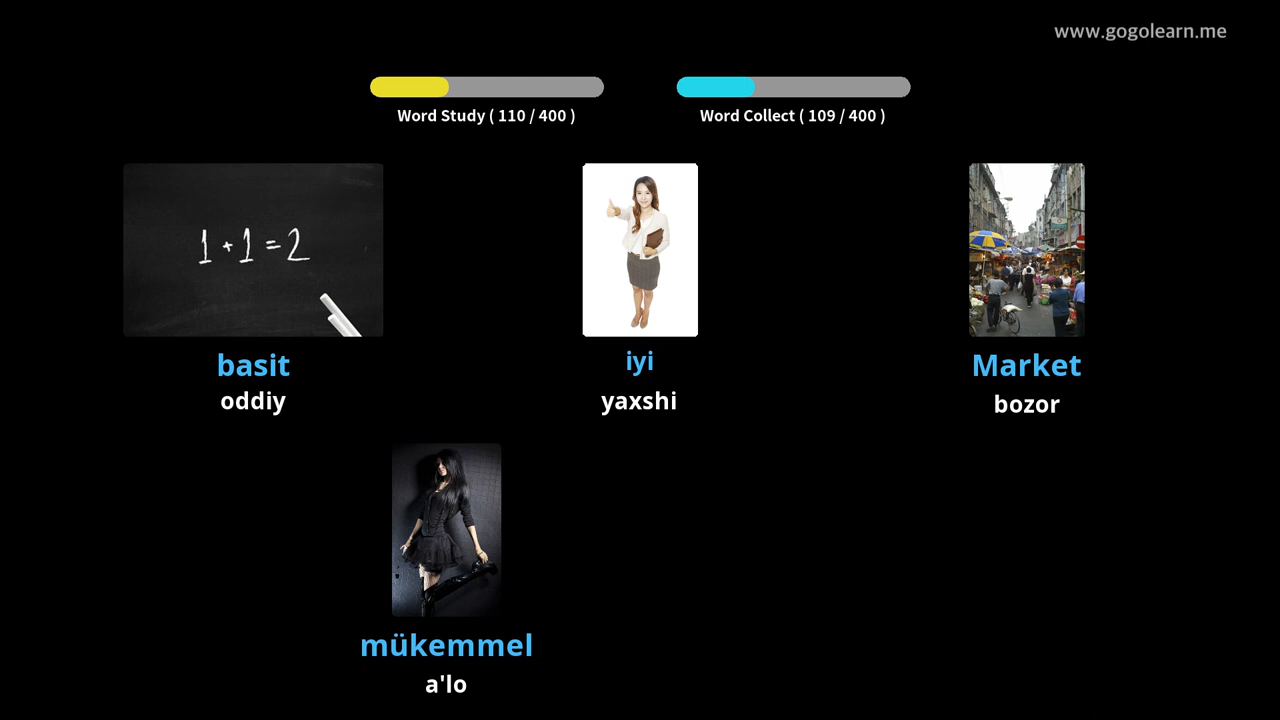 www.gogolearn.me
Word Study ( 110 / 400 )
Word Collect ( 109 / 400 )
1 + 1 = 2
basit
oddiy
iyi
yaxshi
Market
bozor
mükemmel
a'lo